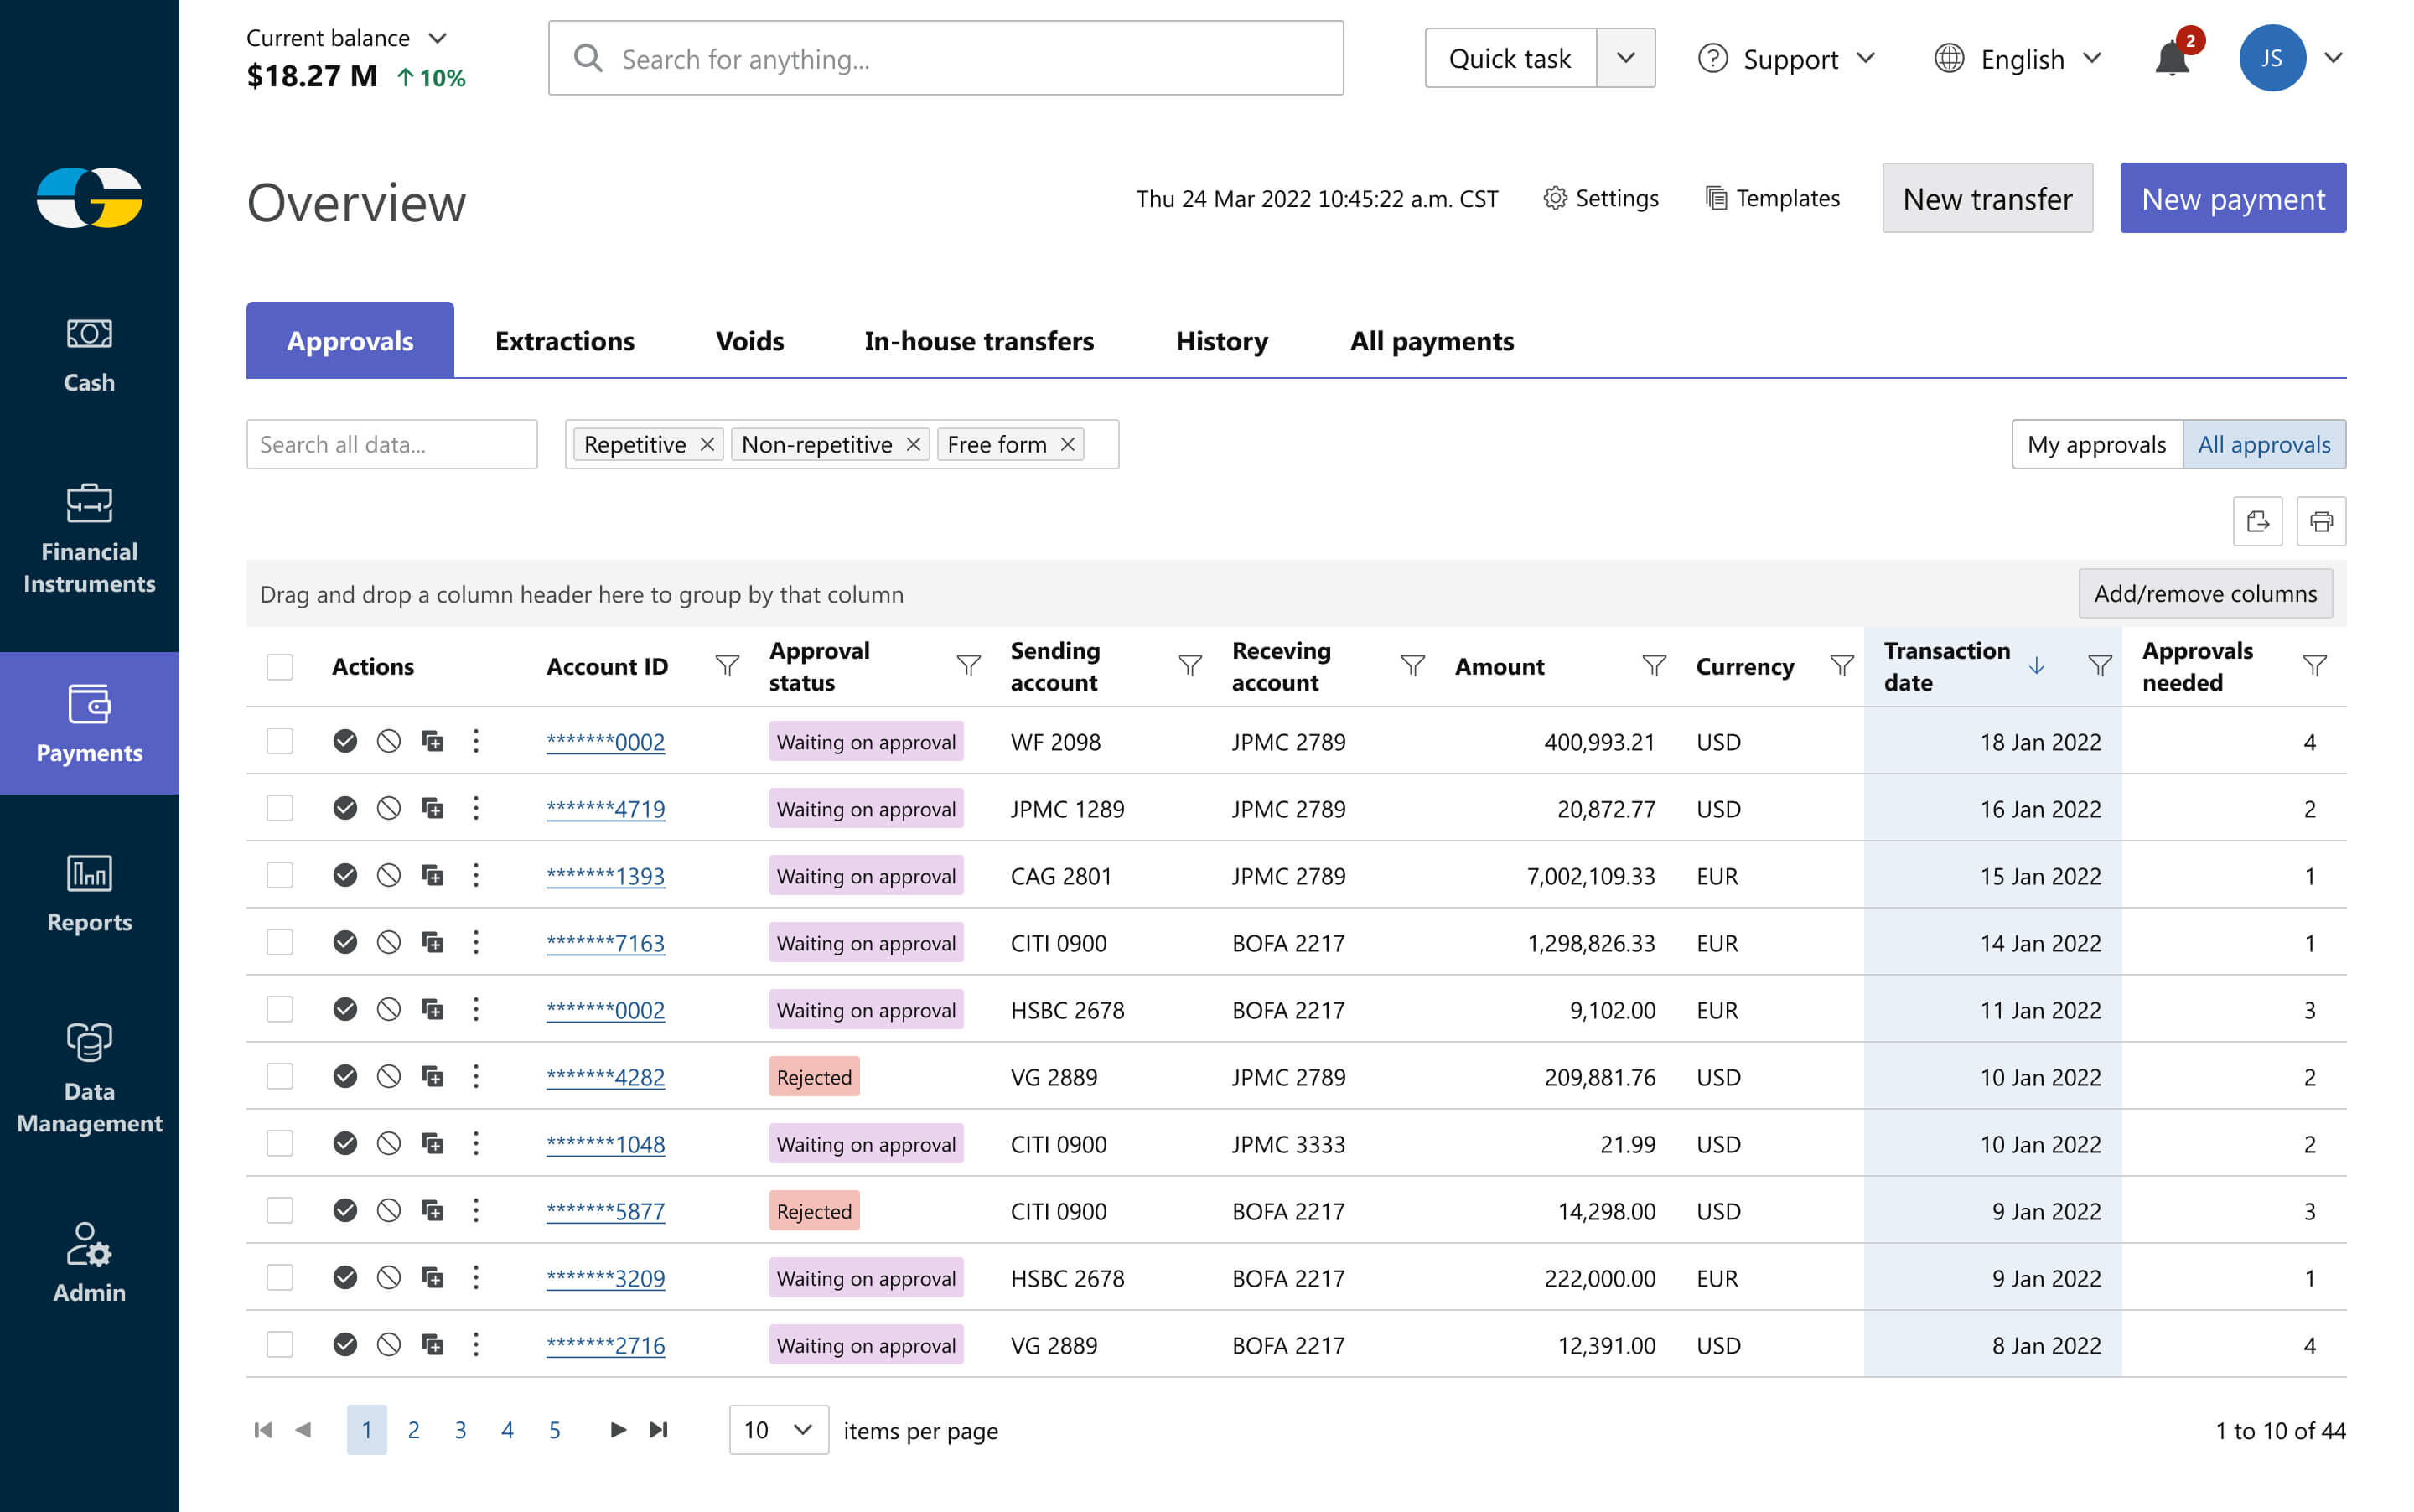 Current balance
$18.27 M ↑ 10%
Search for anything...
Quick task
Support
English
2
JS
Overview
Thu 24 Mar 2022 10:45:22 a.m. CST
Settings
Templates
New transfer
New payment
Cash
Financial
Instruments
Payments
Reports
Data
Management
Admin
Approvals Extractions Voids In-house transfers History All payments
Search all data... Repetitive Non-repetitive Free form My approvals All approvals
Drag and drop a column header here to group by that column Add/remove columns
Actions Account ID Approval status Sending account Receving account Amount Currency Transaction date Approvals needed
*******0002 Waiting on approval WF 2098 JPMC 2789 400,993.21 USD 18 Jan 2022 4
*******4719 Waiting on approval JPMC 1289 JPMC 2789 20,872.77 USD 16 Jan 2022 2
*******1393 Waiting on approval CAG 2801 JPMC 2789 7,002,109.33 EUR 15 Jan 2022 1
*******7163 Waiting on approval CITI 0900 BOFA 2217 1,298,826.33 EUR 14 Jan 2022 1
*******0002 Waiting on approval HSBC 2678 BOFA 2217 9,102.00 EUR 11 Jan 2022 3
*******4282 Rejected VG 2889 JPMC 2789 209,881.76 USD 10 Jan 2022 2
*******1048 Waiting on approval CITI 0900 JPMC 3333 21.99 USD 10 Jan 2022 2
*******5877 Rejected CITI 0900 BOFA 2217 14,298.00 USD 9 Jan 2022 3
*******3209 Waiting on approval HSBC 2678 BOFA 2217 222,000.00 EUR 9 Jan 2022 1
*******2716 Waiting on approval VG 2889 BOFA 2217 12,391.00 USD 8 Jan 2022 4
1 2 3 4 5 10 items per page 1 to 10 of 44